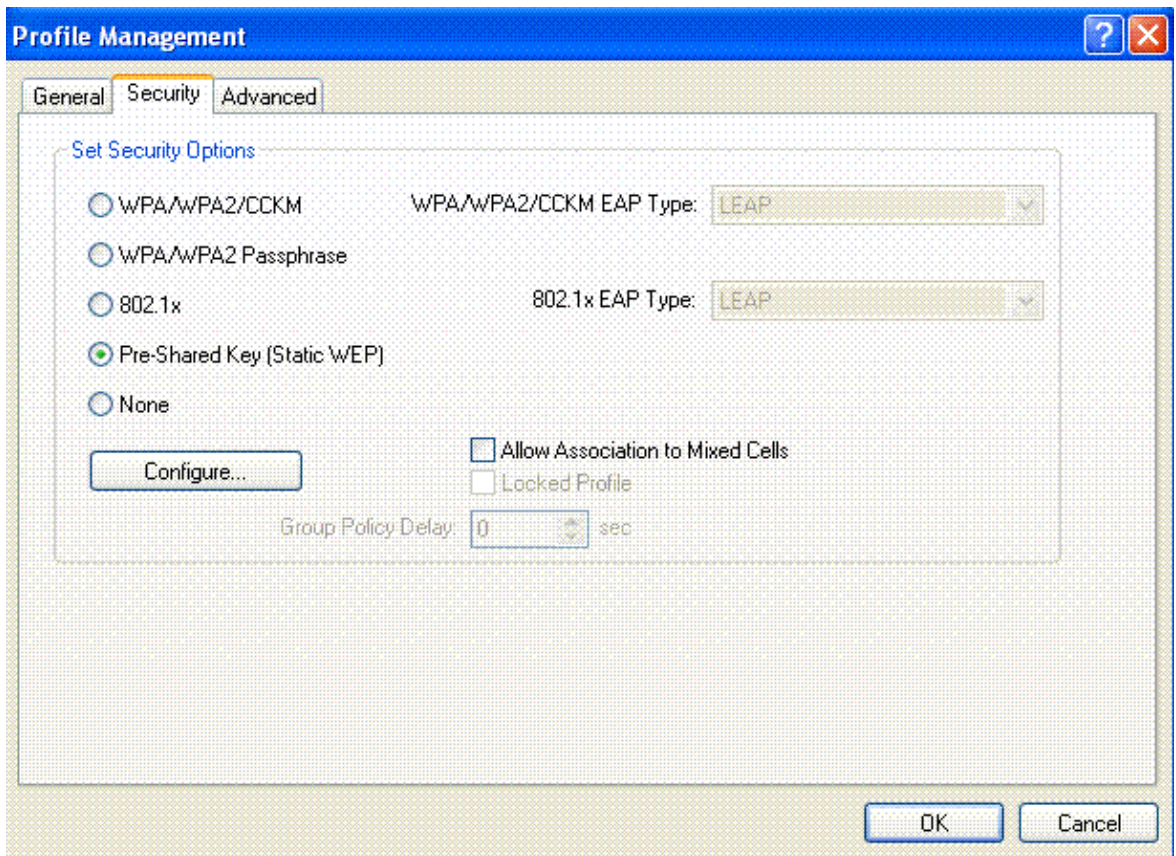 Profile Management
General Security Advanced
Set Security Options
WPA/WPA2/CCKM WPA/WPA2/CCKM EAP Type: LEAP
WPA/WPA2 Passphrase
802.1x 802.1x EAP Type: LEAP
Pre-Shared Key (Static WEP)
None
Allow Association to Mixed Cells
Configure...
Locked Profile
Group Policy Delay: 0 sec
OK Cancel